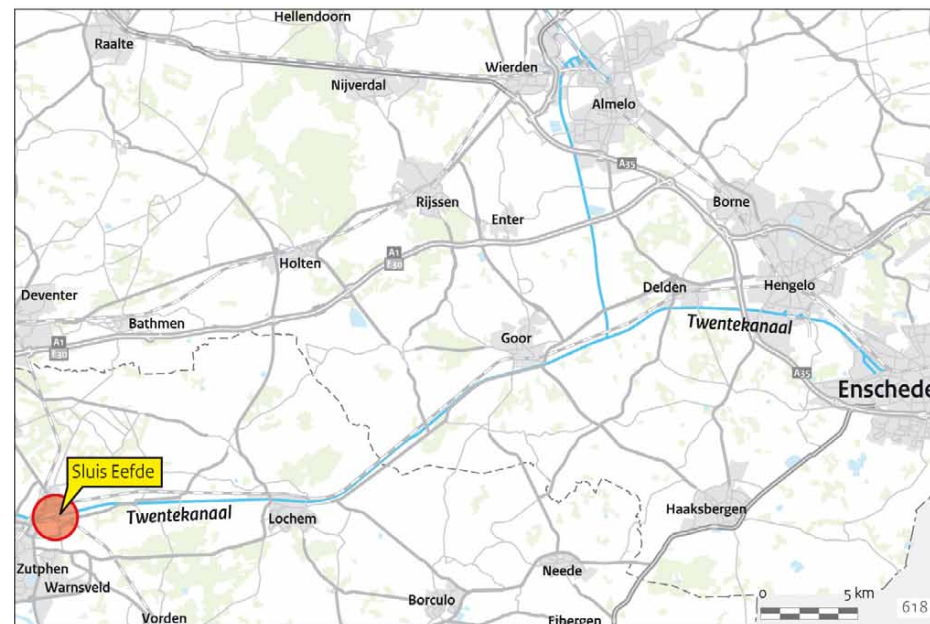 Hellendoorn
Raalte
Wierden
Nijverdal
Almelo
A35
Rijssen
Borne
Enter
A1
E30
Holten
Delden
Hengelo
Deventer
Bathmen
Twentekanaal
Goor
A1
E30
A35
Enschede
Sluis Eefde
Twentekanaal
Lochem
Haaksbergen
Zutphen
Warnsveld
Neede
Borculo
Vorden
Eibergen
0 5 km
618